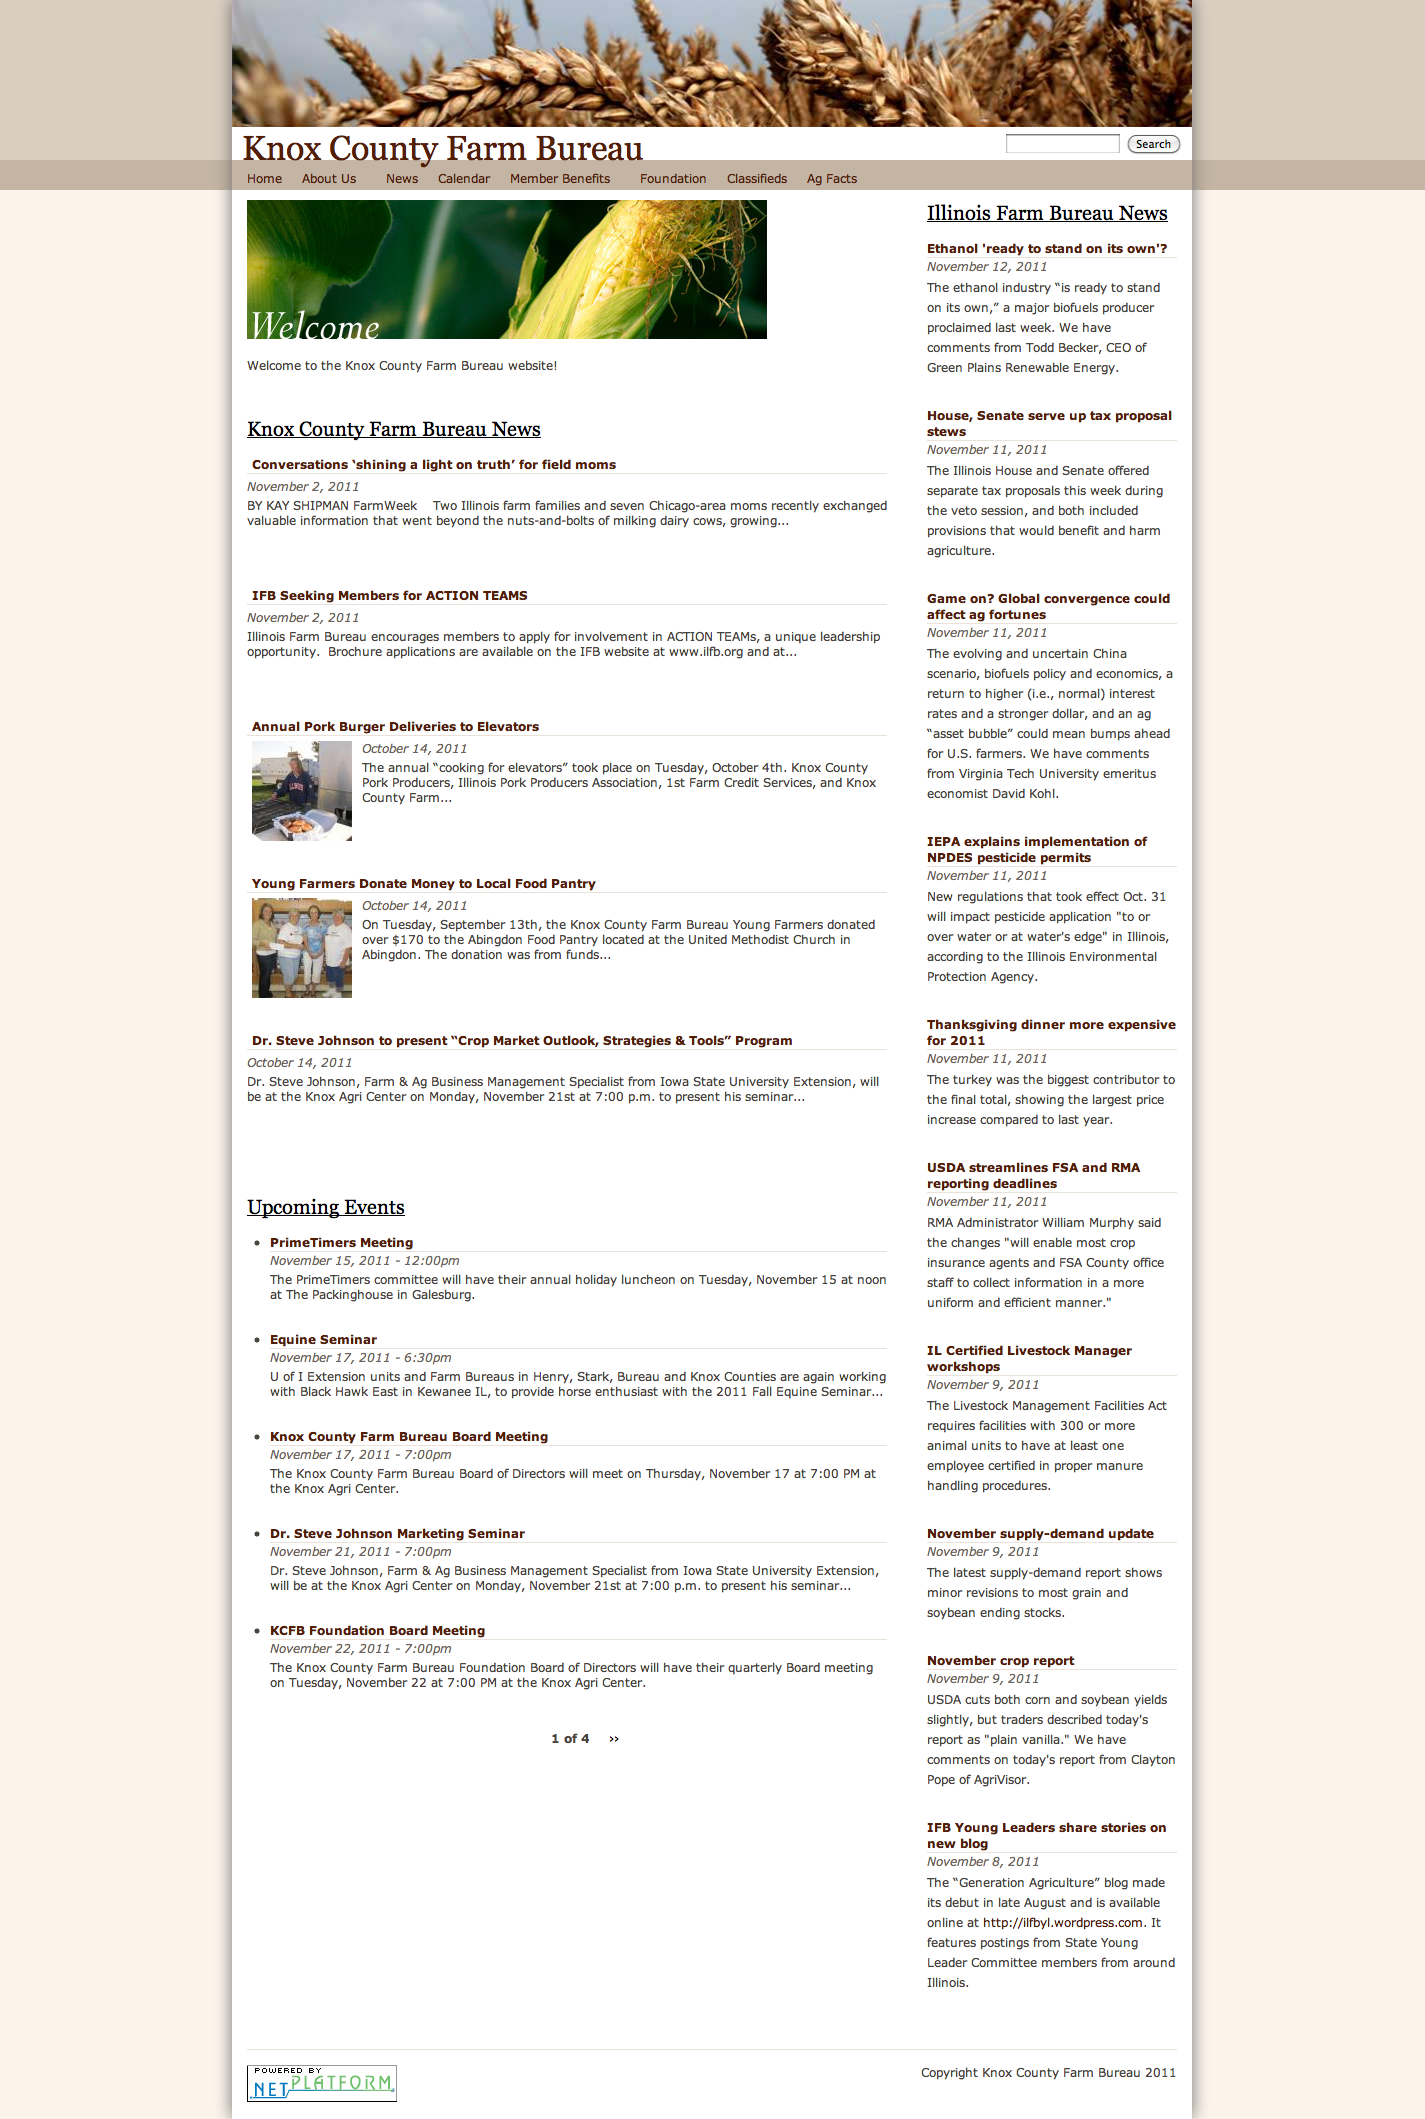 Knox County Farm Bureau
Search
Home About Us News Calendar Member Benefits Foundation Classifieds Ag Facts
Welcome
Welcome to the Knox County Farm Bureau website!
Knox County Farm Bureau News
Conversations ‘shining a light on truth’ for field moms
November 2, 2011
BY KAY SHIPMAN FarmWeek Two Illinois farm families and seven Chicago-area moms recently exchanged
valuable information that went beyond the nuts-and-bolts of milking dairy cows, growing...
IFB Seeking Members for ACTION TEAMS
November 2, 2011
Illinois Farm Bureau encourages members to apply for involvement in ACTION TEAMs, a unique leadership
opportunity. Brochure applications are available on the IFB website at www.ilfb.org and at...
Annual Pork Burger Deliveries to Elevators
October 14, 2011
The annual “cooking for elevators” took place on Tuesday, October 4th. Knox County
Pork Producers, Illinois Pork Producers Association, 1st Farm Credit Services, and Knox
County Farm...
Young Farmers Donate Money to Local Food Pantry
October 14, 2011
On Tuesday, September 13th, the Knox County Farm Bureau Young Farmers donated
over $170 to the Abingdon Food Pantry located at the United Methodist Church in
Abingdon. The donation was from funds...
Dr. Steve Johnson to present “Crop Market Outlook, Strategies & Tools” Program
October 14, 2011
Dr. Steve Johnson, Farm & Ag Business Management Specialist from Iowa State University Extension, will
be at the Knox Agri Center on Monday, November 21st at 7:00 p.m. to present his seminar...
Upcoming Events
• PrimeTimers Meeting
November 15, 2011 - 12:00pm
The PrimeTimers committee will have their annual holiday luncheon on Tuesday, November 15 at noon
at The Packinghouse in Galesburg.
• Equine Seminar
November 17, 2011 - 6:30pm
U of I Extension units and Farm Bureaus in Henry, Stark, Bureau and Knox Counties are again working
with Black Hawk East in Kewanee IL, to provide horse enthusiast with the 2011 Fall Equine Seminar...
• Knox County Farm Bureau Board Meeting
November 17, 2011 - 7:00pm
The Knox County Farm Bureau Board of Directors will meet on Thursday, November 17 at 7:00 PM at
the Knox Agri Center.
• Dr. Steve Johnson Marketing Seminar
November 21, 2011 - 7:00pm
Dr. Steve Johnson, Farm & Ag Business Management Specialist from Iowa State University Extension,
will be at the Knox Agri Center on Monday, November 21st at 7:00 p.m. to present his seminar...
• KCFB Foundation Board Meeting
November 22, 2011 - 7:00pm
The Knox County Farm Bureau Foundation Board of Directors will have their quarterly Board meeting
on Tuesday, November 22 at 7:00 PM at the Knox Agri Center.
1 of 4 ››
Illinois Farm Bureau News
Ethanol 'ready to stand on its own'?
November 12, 2011
The ethanol industry “is ready to stand
on its own,” a major biofuels producer
proclaimed last week. We have
comments from Todd Becker, CEO of
Green Plains Renewable Energy.
House, Senate serve up tax proposal
stews
November 11, 2011
The Illinois House and Senate offered
separate tax proposals this week during
the veto session, and both included
provisions that would benefit and harm
agriculture.
Game on? Global convergence could
affect ag fortunes
November 11, 2011
The evolving and uncertain China
scenario, biofuels policy and economics, a
return to higher (i.e., normal) interest
rates and a stronger dollar, and an ag
“asset bubble” could mean bumps ahead
for U.S. farmers. We have comments
from Virginia Tech University emeritus
economist David Kohl.
IEPA explains implementation of
NPDES pesticide permits
November 11, 2011
New regulations that took effect Oct. 31
will impact pesticide application "to or
over water or at water's edge" in Illinois,
according to the Illinois Environmental
Protection Agency.
Thanksgiving dinner more expensive
for 2011
November 11, 2011
The turkey was the biggest contributor to
the final total, showing the largest price
increase compared to last year.
USDA streamlines FSA and RMA
reporting deadlines
November 11, 2011
RMA Administrator William Murphy said
the changes "will enable most crop
insurance agents and FSA County office
staff to collect information in a more
uniform and efficient manner."
IL Certified Livestock Manager
workshops
November 9, 2011
The Livestock Management Facilities Act
requires facilities with 300 or more
animal units to have at least one
employee certified in proper manure
handling procedures.
November supply-demand update
November 9, 2011
The latest supply-demand report shows
minor revisions to most grain and
soybean ending stocks.
November crop report
November 9, 2011
USDA cuts both corn and soybean yields
slightly, but traders described today's
report as "plain vanilla." We have
comments on today's report from Clayton
Pope of AgriVisor.
IFB Young Leaders share stories on
new blog
November 8, 2011
The “Generation Agriculture” blog made
its debut in late August and is available
online at http://ilfbyl.wordpress.com. It
features postings from State Young
Leader Committee members from around
Illinois.
POWERED BY
NET PLATFORM
Copyright Knox County Farm Bureau 2011